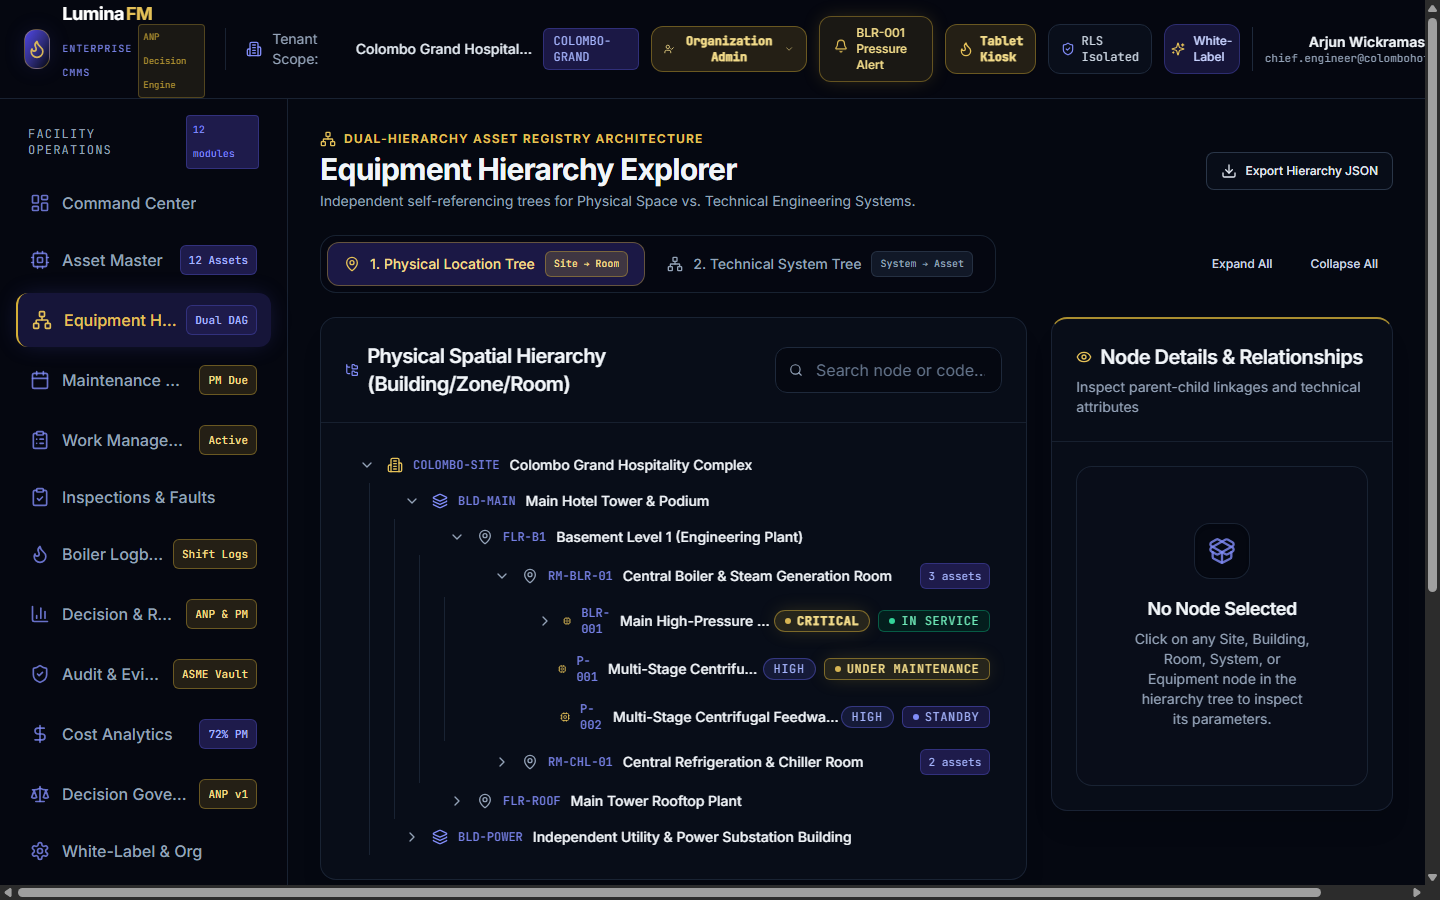 LuminaFM
ENTERPRISE
CMMS
ANP
Decision
Engine
Tenant
Scope:
Colombo Grand Hospital...
COLOMBO-
GRAND
Organization
Admin
BLR-001
Pressure
Alert
Tablet
Kiosk
RLS
Isolated
White-
Label
Arjun Wickramas
chief.engineer@colomboho
FACILITY
OPERATIONS
12
modules
Command Center
Asset Master
12 Assets
Equipment H...
Dual DAG
Maintenance ...
PM Due
Work Manage...
Active
Inspections & Faults
Boiler Logb...
Shift Logs
Decision & R...
ANP & PM
Audit & Evi...
ASME Vault
Cost Analytics
72% PM
Decision Gove...
ANP v1
White-Label & Org
DUAL-HIERARCHY ASSET REGISTRY ARCHITECTURE
Equipment Hierarchy Explorer
Independent self-referencing trees for Physical Space vs. Technical Engineering Systems.
Export Hierarchy JSON
1. Physical Location Tree
Site → Room
2. Technical System Tree
System → Asset
Expand All
Collapse All
Physical Spatial Hierarchy
(Building/Zone/Room)
Search node or code...
COLOMBO-SITE Colombo Grand Hospitality Complex
BLD-MAIN Main Hotel Tower & Podium
FLR-B1 Basement Level 1 (Engineering Plant)
RM-BLR-01 Central Boiler & Steam Generation Room
3 assets
BLR-
001
Main High-Pressure ...
CRITICAL
IN SERVICE
P-
001
Multi-Stage Centrifu...
HIGH
UNDER MAINTENANCE
P-
002
Multi-Stage Centrifugal Feedwa...
HIGH
STANDBY
RM-CHL-01 Central Refrigeration & Chiller Room
2 assets
FLR-ROOF Main Tower Rooftop Plant
BLD-POWER Independent Utility & Power Substation Building
Node Details & Relationships
Inspect parent-child linkages and technical
attributes
No Node Selected
Click on any Site, Building,
Room, System, or
Equipment node in the
hierarchy tree to inspect
its parameters.